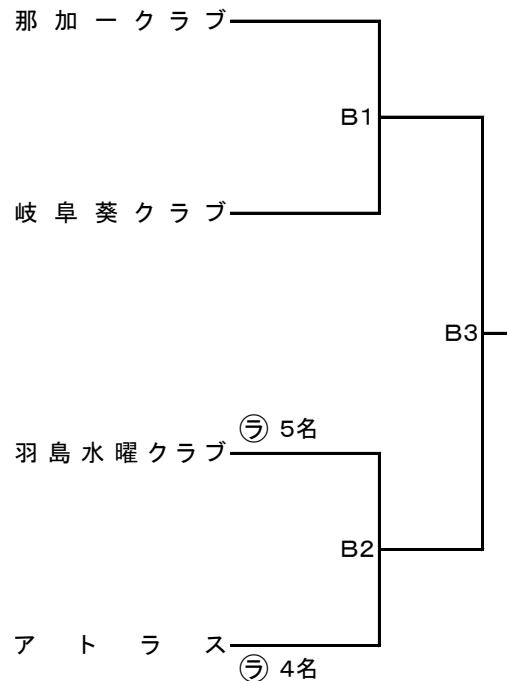 那加一クラブ
B1
岐阜葵クラブ
B3
㋶ 5名
羽島水曜クラブ
B2
アトラス
㋶ 4名